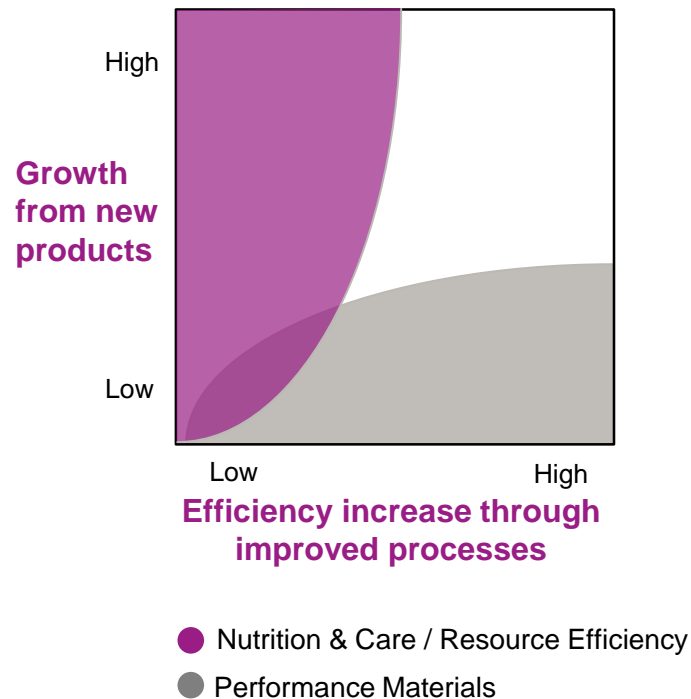 High
Growth
from new
products
Low
Low
High
Efficiency increase through
improved processes
Nutrition & Care / Resource Efficiency
Performance Materials